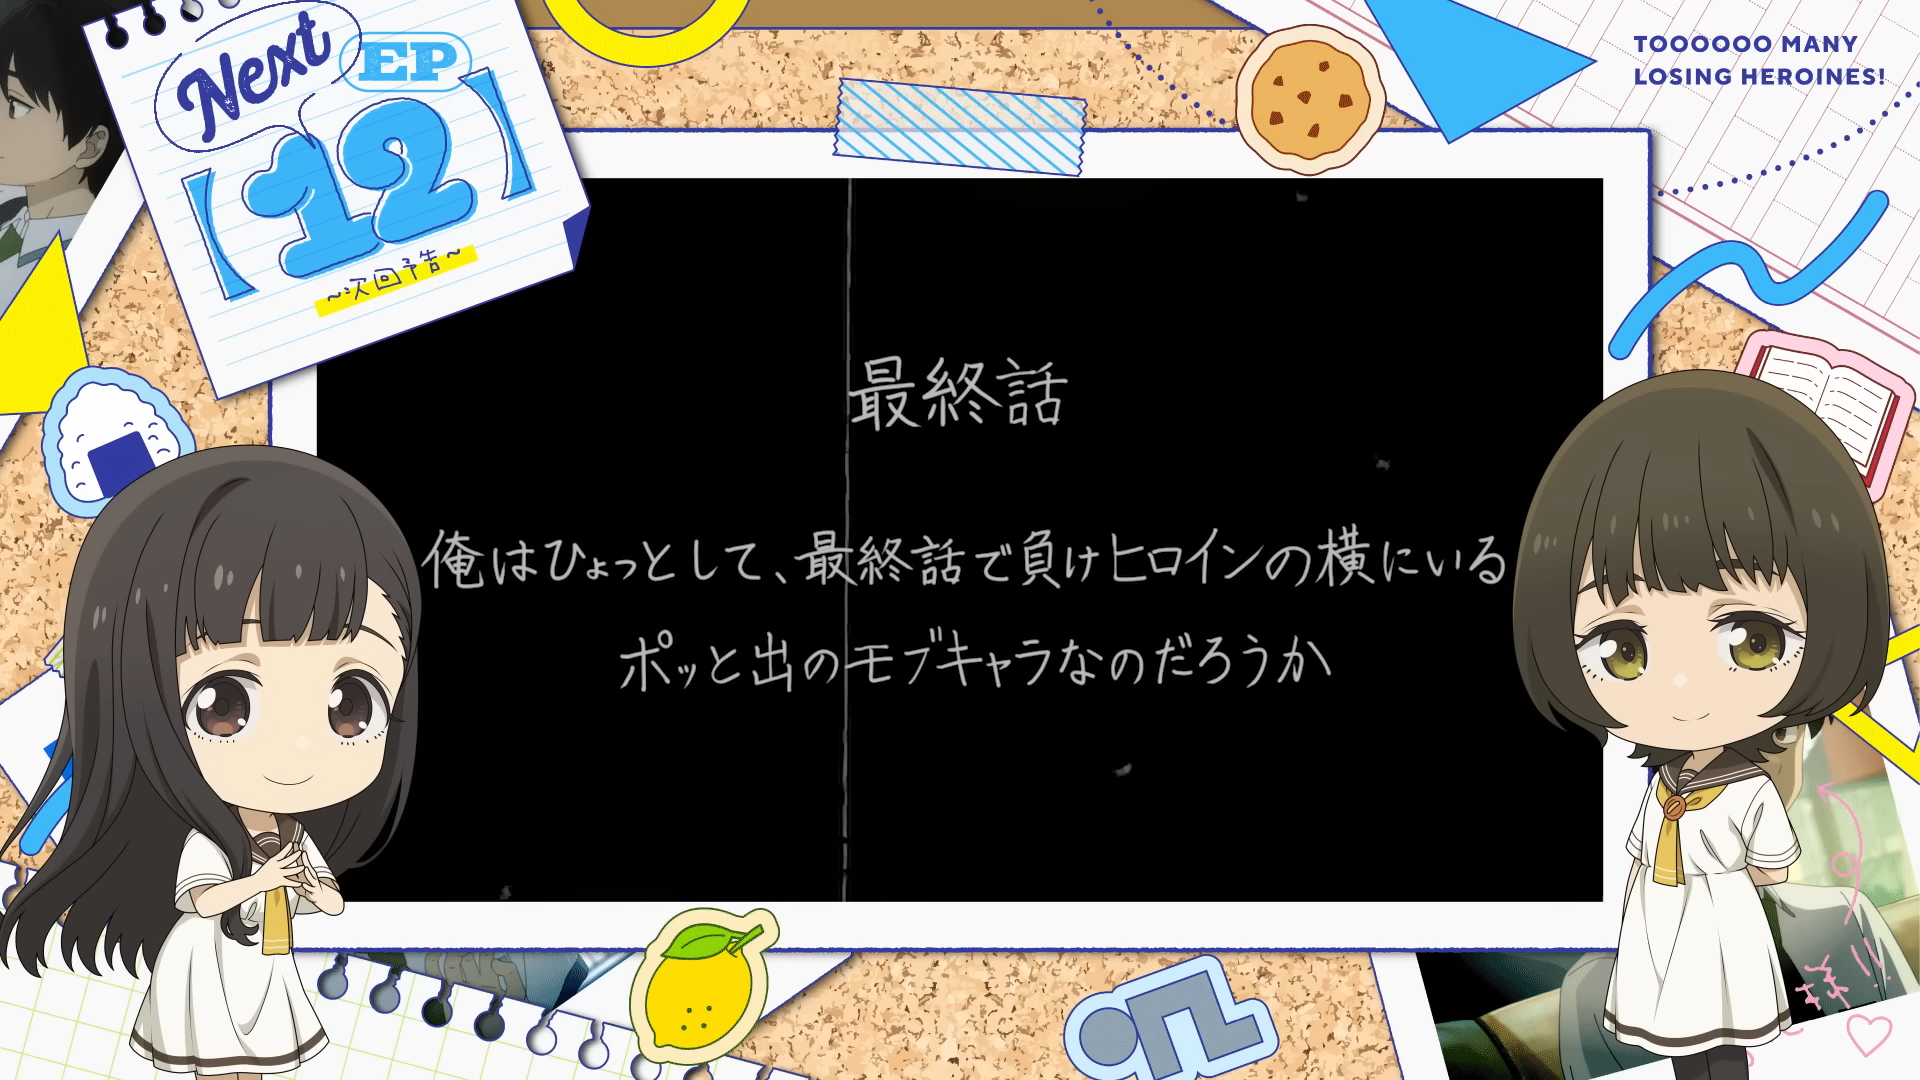 Next EP
【12】
~次回予告~
TOOOOOO MANY
LOSING HEROINES!
最終話
俺はひょっとして、最終話で負けヒロインの横にいる
ポッと出のモブキャラなのだろうか